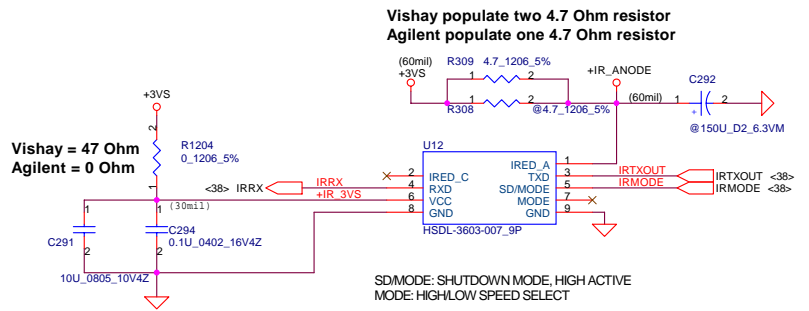 Vishay populate two 4.7 Ohm resistor
Agilent populate one 4.7 Ohm resistor
(60mil)
+3VS
R309 4.7_1206_5%
1 2
R308 @4.7_1206_5%
1 2
+IR_ANODE
(60mil)
C292
1 2
+
@150U_D2_6.3VM
+3VS
2
R1204
0_1206_5%
1
Vishay = 47 Ohm
Agilent = 0 Ohm
U12
IRED_A 1
2 IRED_C
TXD 3 IRTXOUT IRTXOUT <38>
<38> IRRX IRRX 4 RXD
SD/MODE 5 IRMODE IRMODE <38>
+IR_3VS 6 VCC
MODE 7
8 GND
GND 9
HSDL-3603-007_9P
(30mil)
1
C291
2
10U_0805_10V4Z
1
C294
0.1U_0402_16V4Z
2
SD/MODE: SHUTDOWN MODE, HIGH ACTIVE
MODE: HIGH/LOW SPEED SELECT